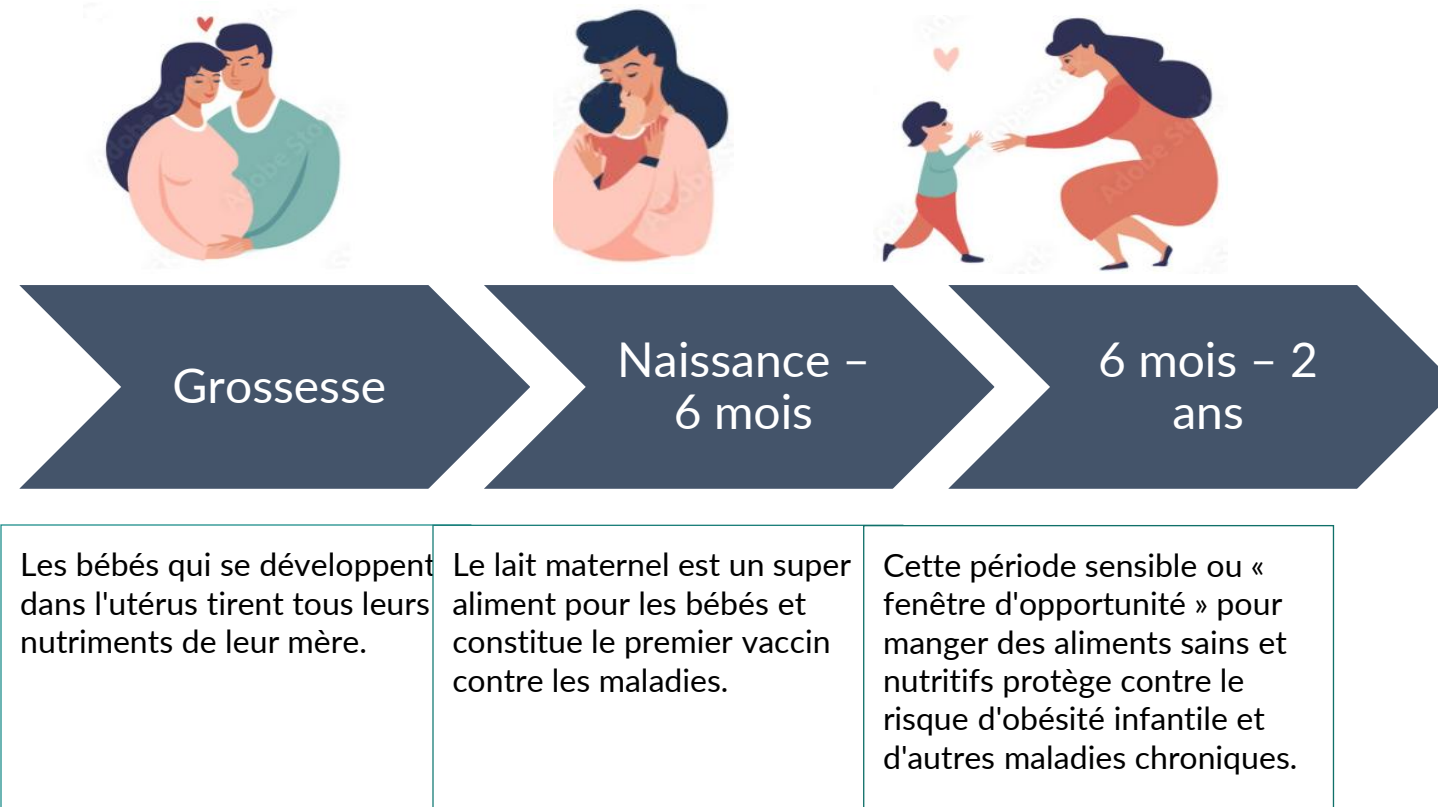 Grossesse
Naissance –
6 mois
6 mois – 2
ans
Les bébés qui se développent
dans l'utérus tirent tous leurs
nutriments de leur mère.
Le lait maternel est un super
aliment pour les bébés et
constitue le premier vaccin
contre les maladies.
Cette période sensible ou «
fenêtre d'opportunité » pour
manger des aliments sains et
nutritifs protège contre le
risque d'obésité infantile et
d'autres maladies chroniques.